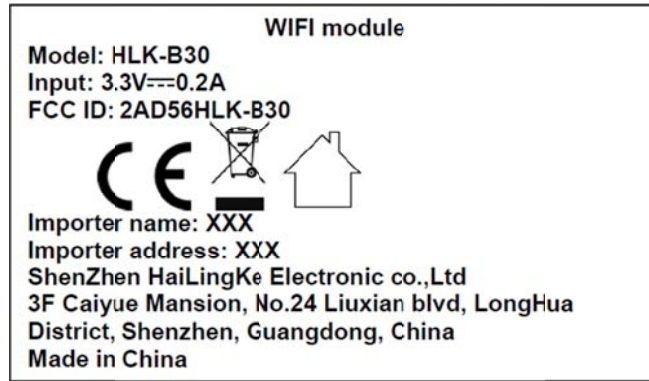 WIFI module
Model: HLK-B30
Input: 3.3V⎓0.2A
FCC ID: 2AD56HLK-B30
CE
Importer name: XXX
Importer address: XXX
ShenZhen HaiLingKe Electronic co.,Ltd
3F Caiyue Mansion, No.24 Liuxian blvd, LongHua
District, Shenzhen, Guangdong, China
Made in China